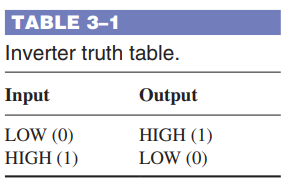 TABLE 3–1
Inverter truth table.
Input Output
LOW (0) HIGH (1)
HIGH (1) LOW (0)